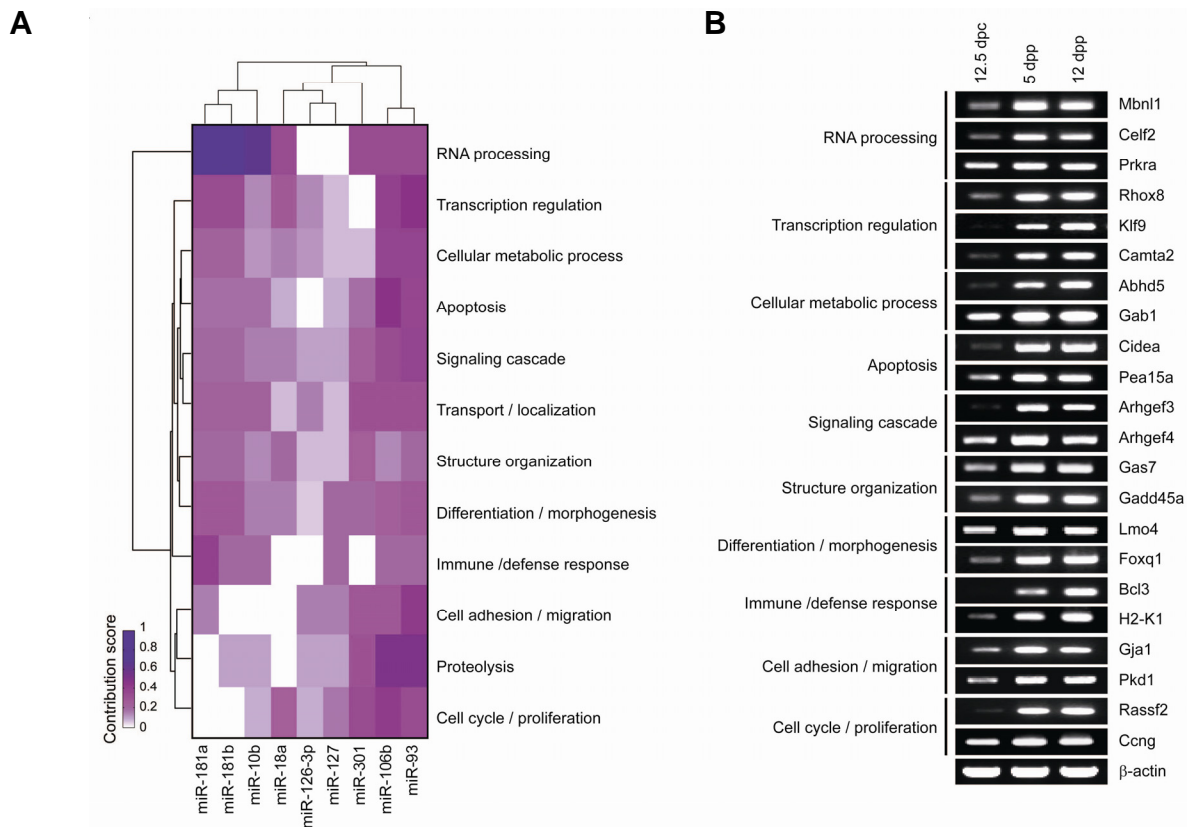 A
RNA processing
Transcription regulation
Cellular metabolic process
Apoptosis
Signaling cascade
Transport / localization
Structure organization
Differentiation / morphogenesis
Immune /defense response
Cell adhesion / migration
Proteolysis
Cell cycle / proliferation
Contribution score
1
0.8
0.6
0.4
0.2
0
miR-181a
miR-181b
miR-10b
miR-18a
miR-126-3p
miR-127
miR-301
miR-106b
miR-93
B
12.5 dpc
5 dpp
12 dpp
RNA processing
Mbnl1
Celf2
Prkra
Transcription regulation
Rhox8
Klf9
Camta2
Cellular metabolic process
Abhd5
Gab1
Apoptosis
Cidea
Pea15a
Signaling cascade
Arhgef3
Arhgef4
Structure organization
Gas7
Gadd45a
Differentiation / morphogenesis
Lmo4
Foxq1
Immune /defense response
Bcl3
H2-K1
Cell adhesion / migration
Gja1
Pkd1
Cell cycle / proliferation
Rassf2
Ccng
β-actin